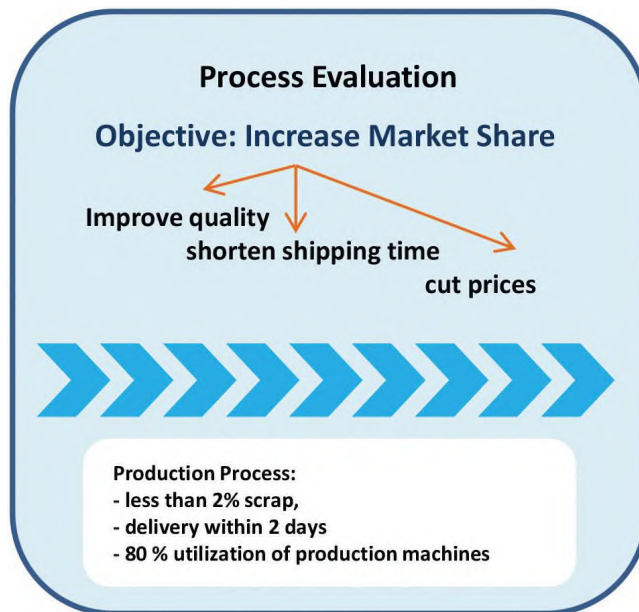 Process Evaluation
Objective: Increase Market Share
Improve quality
shorten shipping time
cut prices
Production Process:
- less than 2% scrap,
- delivery within 2 days
- 80 % utilization of production machines